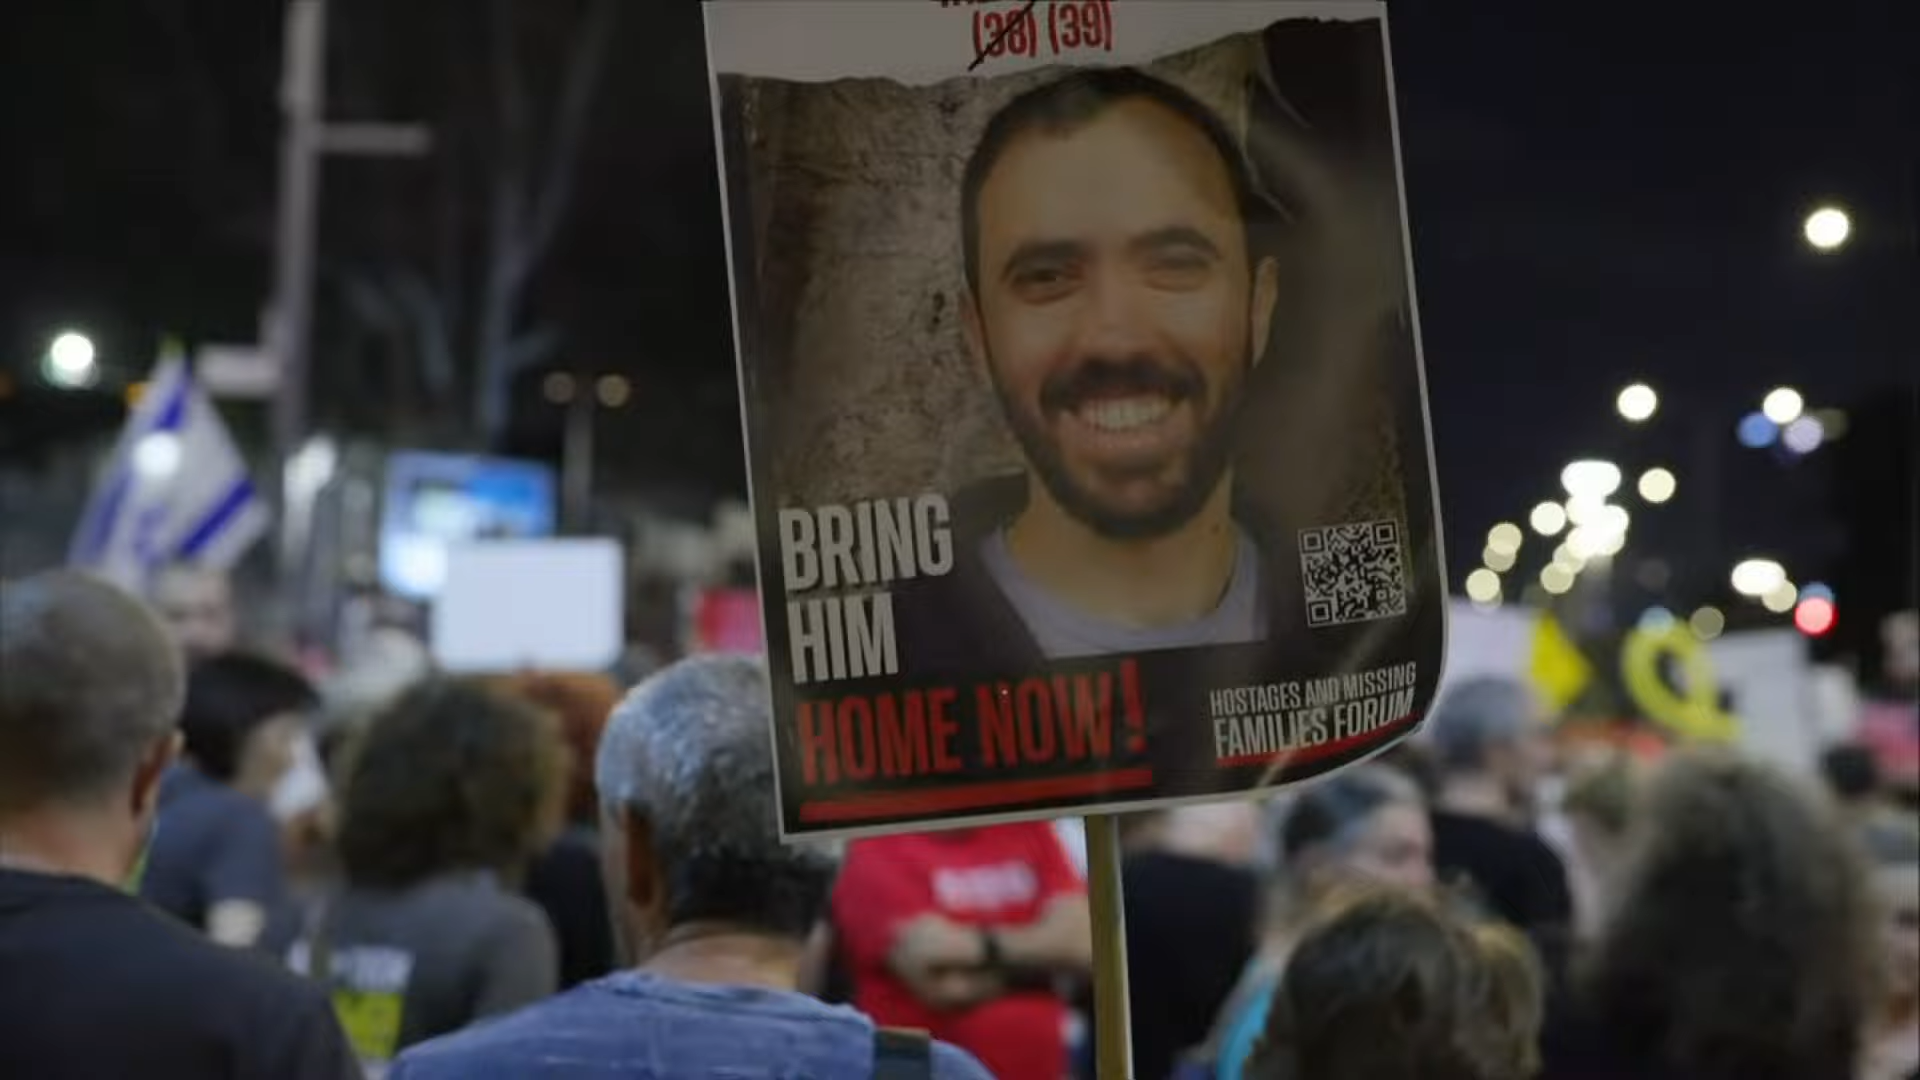 (38) (39)
BRING
HIM
HOME NOW!
HOSTAGES AND MISSING
FAMILIES FORUM